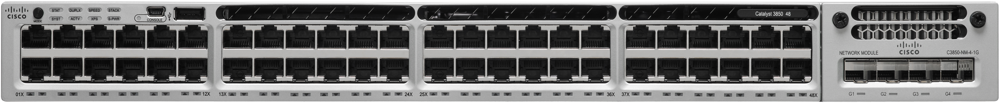 CISCO
MODE
STAT DUPLX SPEED STACK
SYST ACTV XPS S-PWR
CONSOLE
Catalyst 3850 48
01X 12X 13X 24X 25X 36X 37X 48X
CISCO
NETWORK MODULE C3850-NM-4-1G
G1 G2 G3 G4